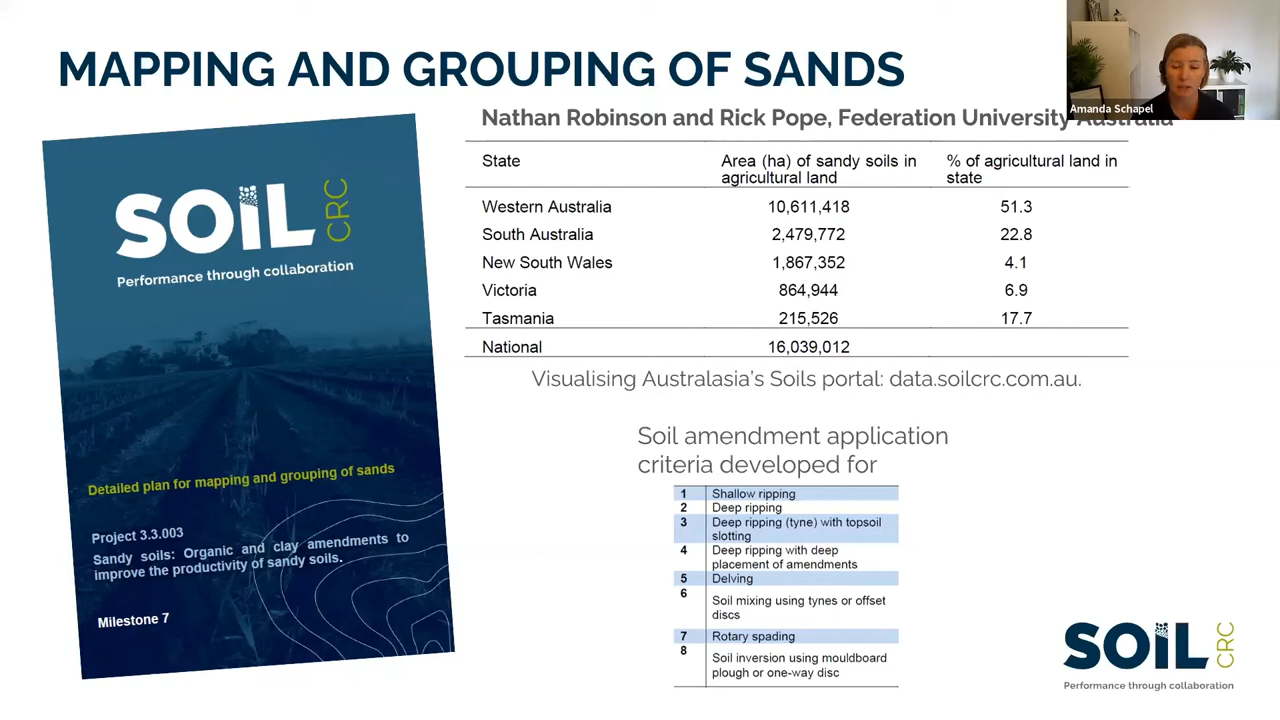 MAPPING AND GROUPING OF SANDS
Amanda Schapel
Nathan Robinson and Rick Pope, Federation University Australia
State Area (ha) of sandy soils in agricultural land % of agricultural land in state
Western Australia 10,611,418 51.3
South Australia 2,479,772 22.8
New South Wales 1,867,352 4.1
Victoria 864,944 6.9
Tasmania 215,526 17.7
National 16,039,012
Visualising Australasia's Soils portal: data.soilcrc.com.au.
Soil amendment application
criteria developed for
1 Shallow ripping
2 Deep ripping
3 Deep ripping (tyne) with topsoil
slotting
4 Deep ripping with deep
placement of amendments
5 Delving
6 Soil mixing using tynes or offset
discs
7 Rotary spading
8 Soil inversion using mouldboard
plough or one-way disc
SOIL CRC
Performance through collaboration
Detailed plan for mapping and grouping of sands
Project 3.3.003
Sandy soils: Organic and clay amendments to
improve the productivity of sandy soils.
Milestone 7
SOIL CRC
Performance through collaboration